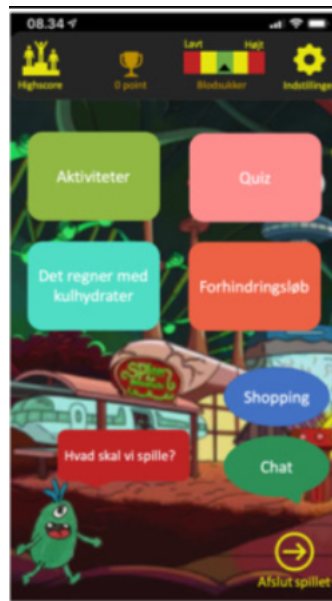 08.34
Lavt Højt
Highscore 0 point Blodsukker Indstillinge
Aktiviteter
Quiz
Det regner med
kulhydrater
Forhindringsløb
Shopping
Hvad skal vi spille?
Chat
Afslut spillet